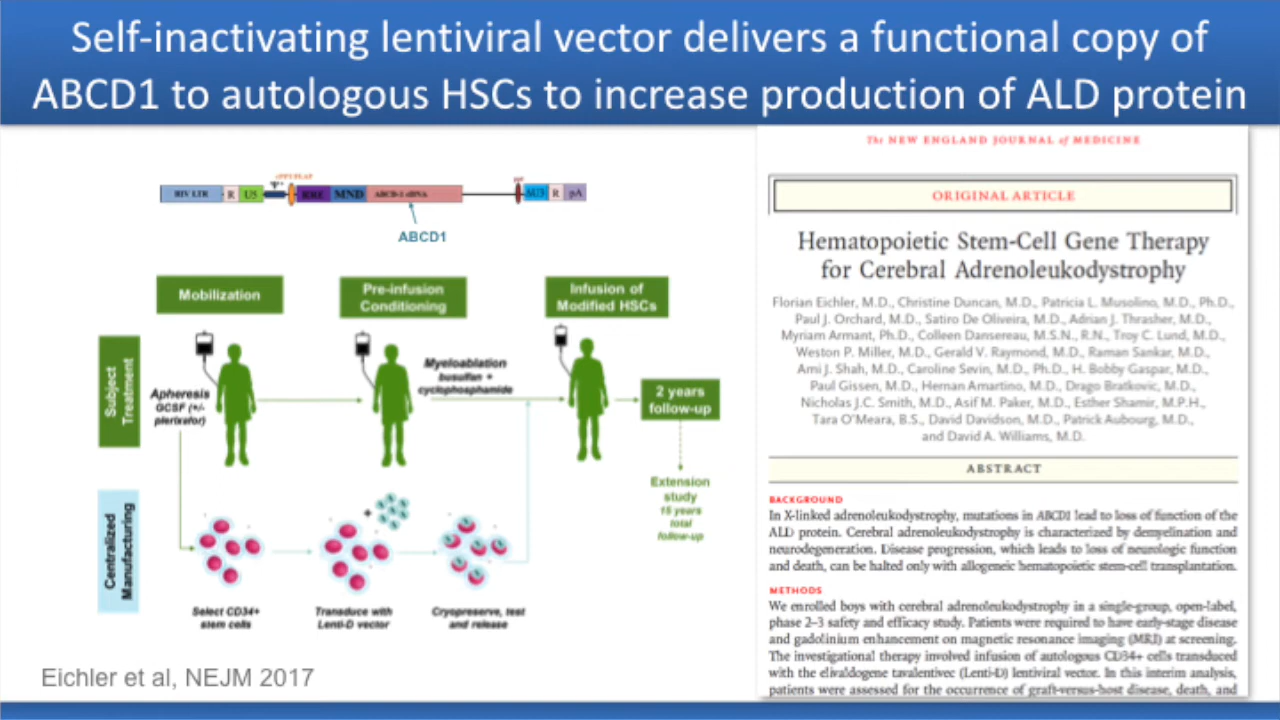 Self-inactivating lentiviral vector delivers a functional copy of
ABCD1 to autologous HSCs to increase production of ALD protein
HIV LTR R U5 RRE MND ABCD-1 cDNA ΔU3 R pA
ABCD1
Mobilization
Pre-infusion
Conditioning
Infusion of
Modified HSCs
Subject
Treatment
Apheresis
GCSF (+/-
plerixafor)
Myeloablation
busulfan +
cyclophosphamide
2 years
follow-up
Extension
study
15 years
total
follow-up
Centralized
Manufacturing
+
Select CD34+
stem cells
Transduce with
Lenti-D vector
Cryopreserve, test
and release
Eichler et al, NEJM 2017
The NEW ENGLAND JOURNAL of MEDICINE
ORIGINAL ARTICLE
Hematopoietic Stem-Cell Gene Therapy
for Cerebral Adrenoleukodystrophy
Florian Eichler, M.D., Christine Duncan, M.D., Patricia L. Musolino, M.D., Ph.D.,
Paul J. Orchard, M.D., Satiro De Oliveira, M.D., Adrian J. Thrasher, M.D.,
Myriam Armant, Ph.D., Colleen Dansereau, M.S.N., R.N., Troy C. Lund, M.D.,
Weston P. Miller, M.D., Gerald V. Raymond, M.D., Raman Sankar, M.D.,
Ami J. Shah, M.D., Caroline Sevin, M.D., Ph.D., H. Bobby Gaspar, M.D.,
Paul Gissen, M.D., Hernan Amartino, M.D., Drago Bratkovic, M.D.,
Nicholas J.C. Smith, M.D., Asif M. Paker, M.D., Esther Shamir, M.P.H.,
Tara O'Meara, B.S., David Davidson, M.D., Patrick Aubourg, M.D.,
and David A. Williams, M.D.
ABSTRACT
BACKGROUND
In X-linked adrenoleukodystrophy, mutations in ABCD1 lead to loss of function of the
ALD protein. Cerebral adrenoleukodystrophy is characterized by demyelination and
neurodegeneration. Disease progression, which leads to loss of neurologic function
and death, can be halted only with allogeneic hematopoietic stem-cell transplantation.
METHODS
We enrolled boys with cerebral adrenoleukodystrophy in a single-group, open-label,
phase 2–3 safety and efficacy study. Patients were required to have early-stage disease
and gadolinium enhancement on magnetic resonance imaging (MRI) at screening.
The investigational therapy involved infusion of autologous CD34+ cells transduced
with the elivaldogene tavalentivec (Lenti-D) lentiviral vector. In this interim analysis,
patients were assessed for the occurrence of graft-versus-host disease, death, and